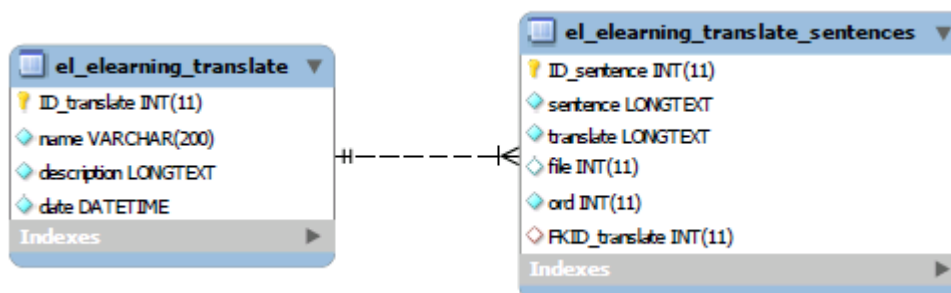 el_elearning_translate
ID_translate INT(11)
name VARCHAR(200)
description LONGTEXT
date DATETIME
Indexes
el_elearning_translate_sentences
ID_sentence INT(11)
sentence LONGTEXT
translate LONGTEXT
file INT(11)
ord INT(11)
FKID_translate INT(11)
Indexes